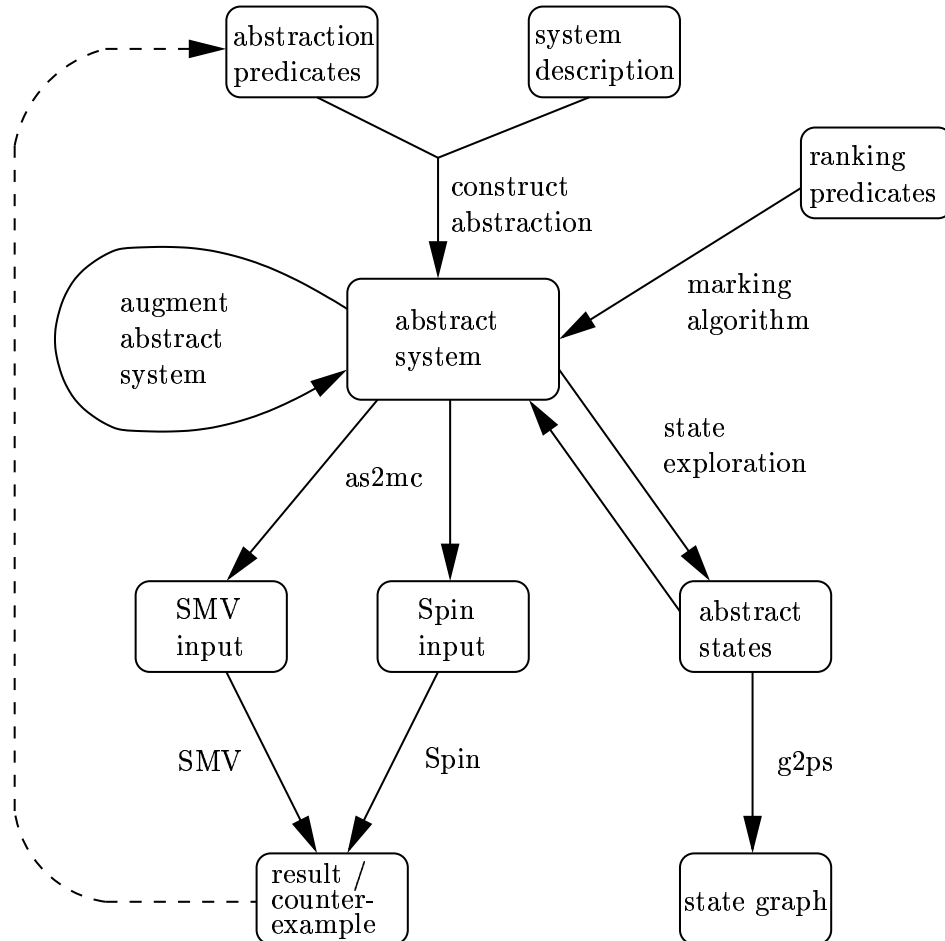 abstraction
predicates
system
description
ranking
predicates
construct
abstraction
marking
algorithm
augment
abstract
system
abstract
system
state
exploration
as2mc
SMV
input
Spin
input
abstract
states
SMV
Spin
g2ps
result /
counter-
example
state graph